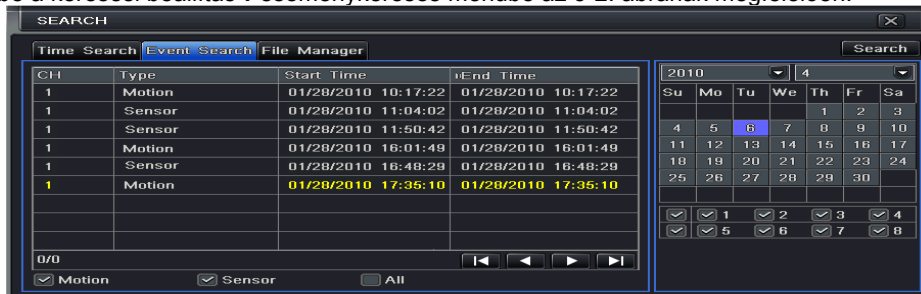 SEARCH
Time Search Event Search File Manager Search
CH Type Start Time End Time
1 Motion 01/28/2010 10:17:22 01/28/2010 10:17:22
1 Sensor 01/28/2010 11:04:02 01/28/2010 11:04:02
1 Sensor 01/28/2010 11:50:42 01/28/2010 11:50:42
1 Motion 01/28/2010 16:01:49 01/28/2010 16:01:49
1 Sensor 01/28/2010 16:48:29 01/28/2010 16:48:29
1 Motion 01/28/2010 17:35:10 01/28/2010 17:35:10
0/0
Motion Sensor All
2010 4
Su Mo Tu We Th Fr Sa
1 2 3
4 5 6 7 8 9 10
11 12 13 14 15 16 17
18 19 20 21 22 23 24
25 26 27 28 29 30
1 2 3 4
5 6 7 8